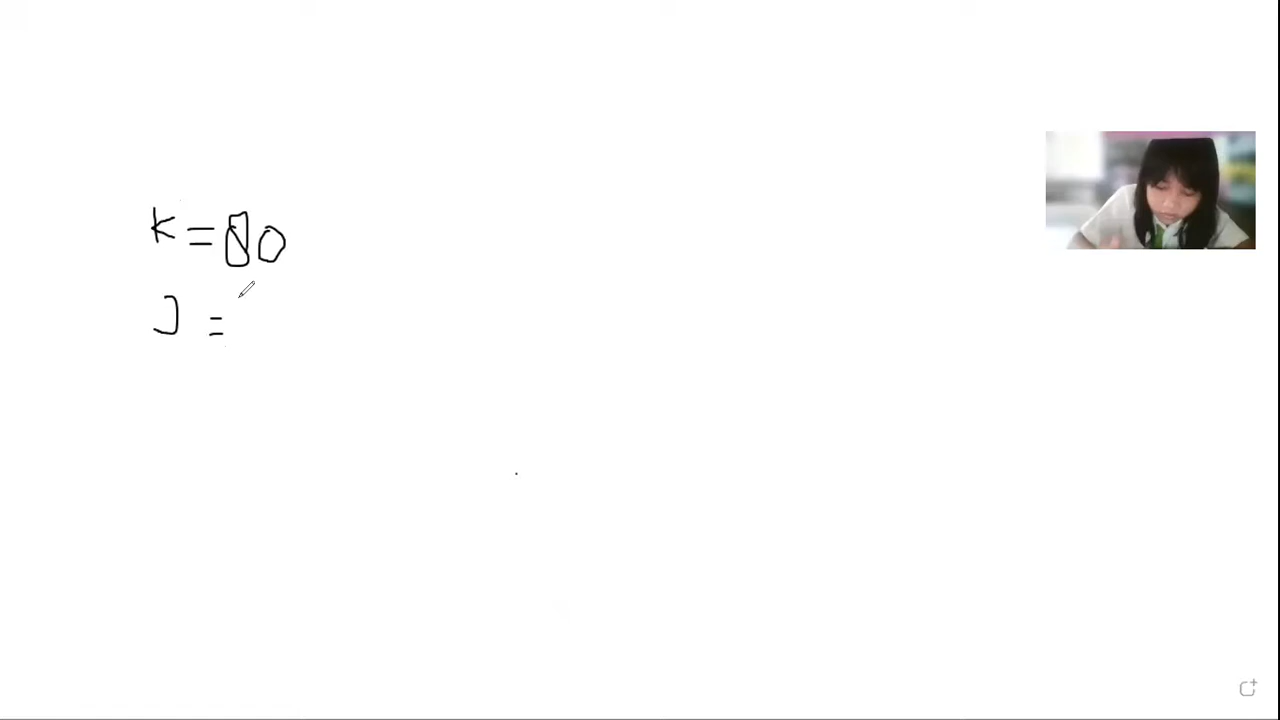 K = 80
J =